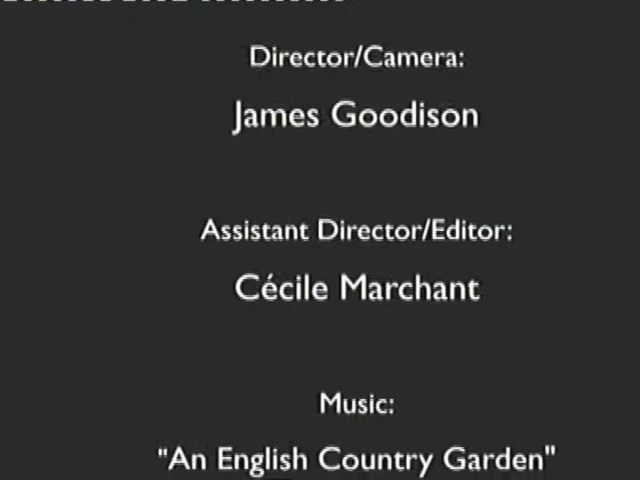 Director/Camera:
James Goodison
Assistant Director/Editor:
Cécile Marchant
Music:
"An English Country Garden"